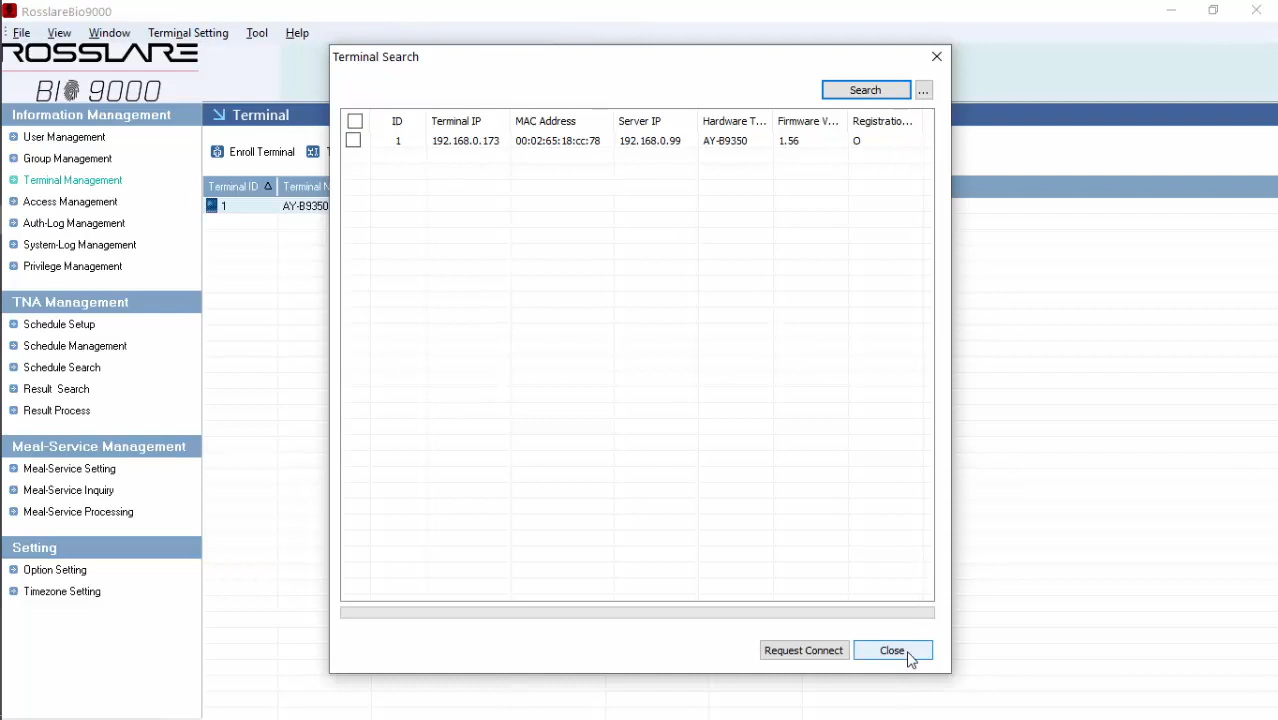 RosslareBio9000
File View Window Terminal Setting Tool Help
ROSSLARE
BIO 9000
Information Management
User Management
Group Management
Terminal Management
Access Management
Auth-Log Management
System-Log Management
Privilege Management
TNA Management
Schedule Setup
Schedule Management
Schedule Search
Result Search
Result Process
Meal-Service Management
Meal-Service Setting
Meal-Service Inquiry
Meal-Service Processing
Setting
Option Setting
Timezone Setting
Terminal
Enroll Terminal
Terminal ID
1 AY-B9350
Terminal Search
Search ...
ID Terminal IP MAC Address Server IP Hardware T... Firmware V... Registratio...
1 192.168.0.173 00:02:65:18:cc:78 192.168.0.99 AY-B9350 1.56 O
Request Connect Close